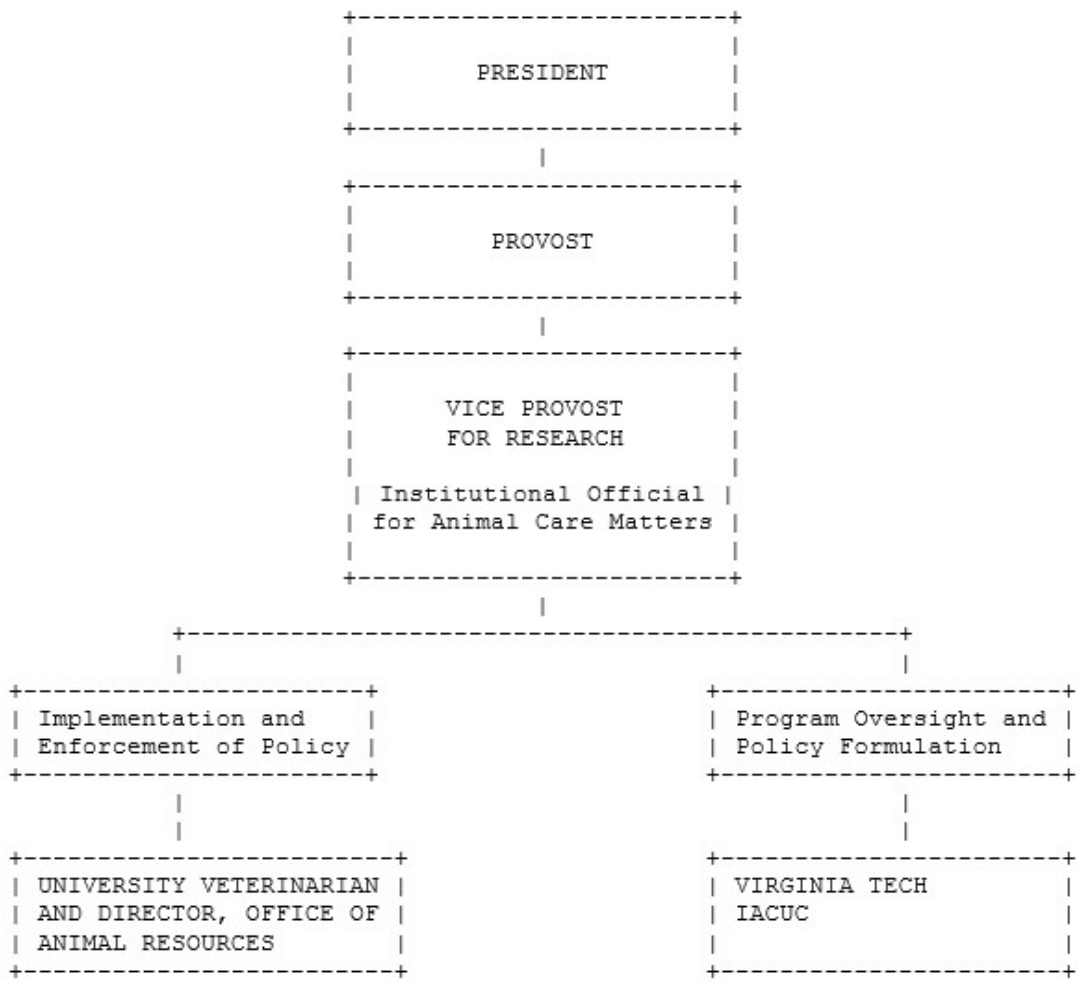 PRESIDENT
PROVOST
VICE PROVOST
FOR RESEARCH
Institutional Official
for Animal Care Matters
Implementation and
Enforcement of Policy
Program Oversight and
Policy Formulation
UNIVERSITY VETERINARIAN
AND DIRECTOR, OFFICE OF
ANIMAL RESOURCES
VIRGINIA TECH
IACUC